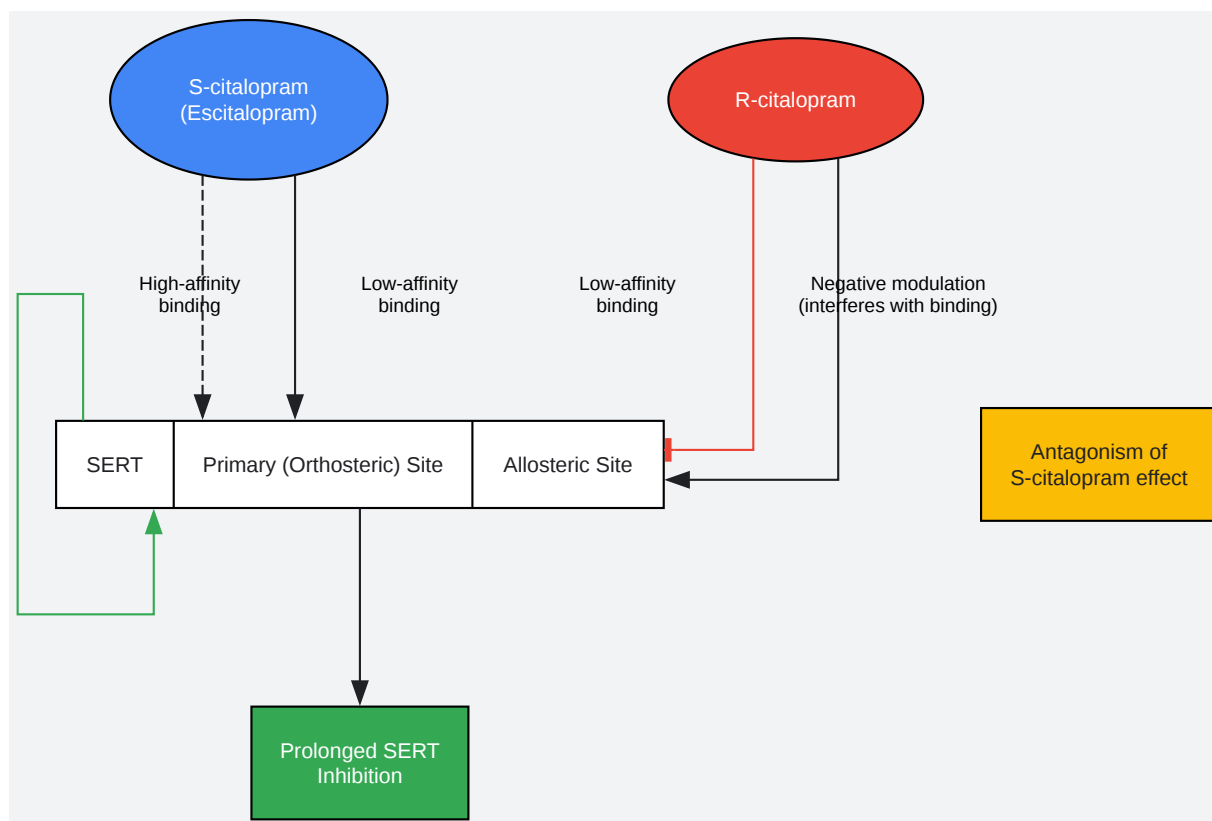 S-citalopram
(Escitalopram)
R-citalopram
High-affinity
binding
Low-affinity
binding
Low-affinity
binding
Negative modulation
(interferes with binding)
SERT
Primary (Orthosteric) Site
Allosteric Site
Antagonism of
S-citalopram effect
Prolonged SERT
Inhibition